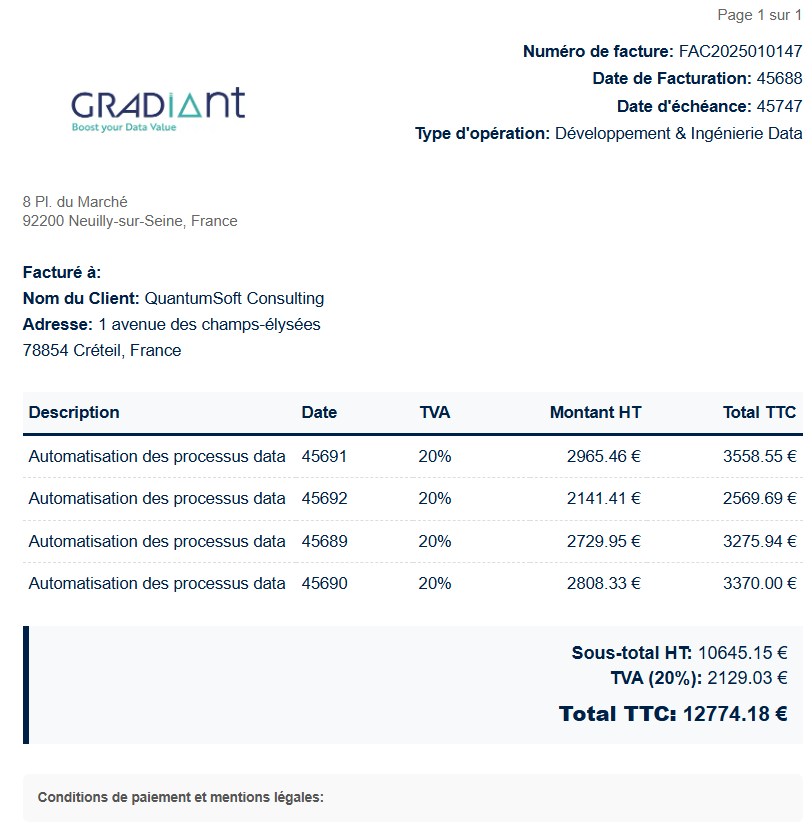 Page 1 sur 1
Numéro de facture: FAC2025010147
Date de Facturation: 45688
Date d'échéance: 45747
Type d'opération: Développement & Ingénierie Data
GRADIANT
Boost your Data Value
8 Pl. du Marché
92200 Neuilly-sur-Seine, France
Facturé à:
Nom du Client: QuantumSoft Consulting
Adresse: 1 avenue des champs-élysées
78854 Créteil, France
Description Date TVA Montant HT Total TTC
Automatisation des processus data 45691 20% 2965.46 € 3558.55 €
Automatisation des processus data 45692 20% 2141.41 € 2569.69 €
Automatisation des processus data 45689 20% 2729.95 € 3275.94 €
Automatisation des processus data 45690 20% 2808.33 € 3370.00 €
Sous-total HT: 10645.15 €
TVA (20%): 2129.03 €
Total TTC: 12774.18 €
Conditions de paiement et mentions légales: